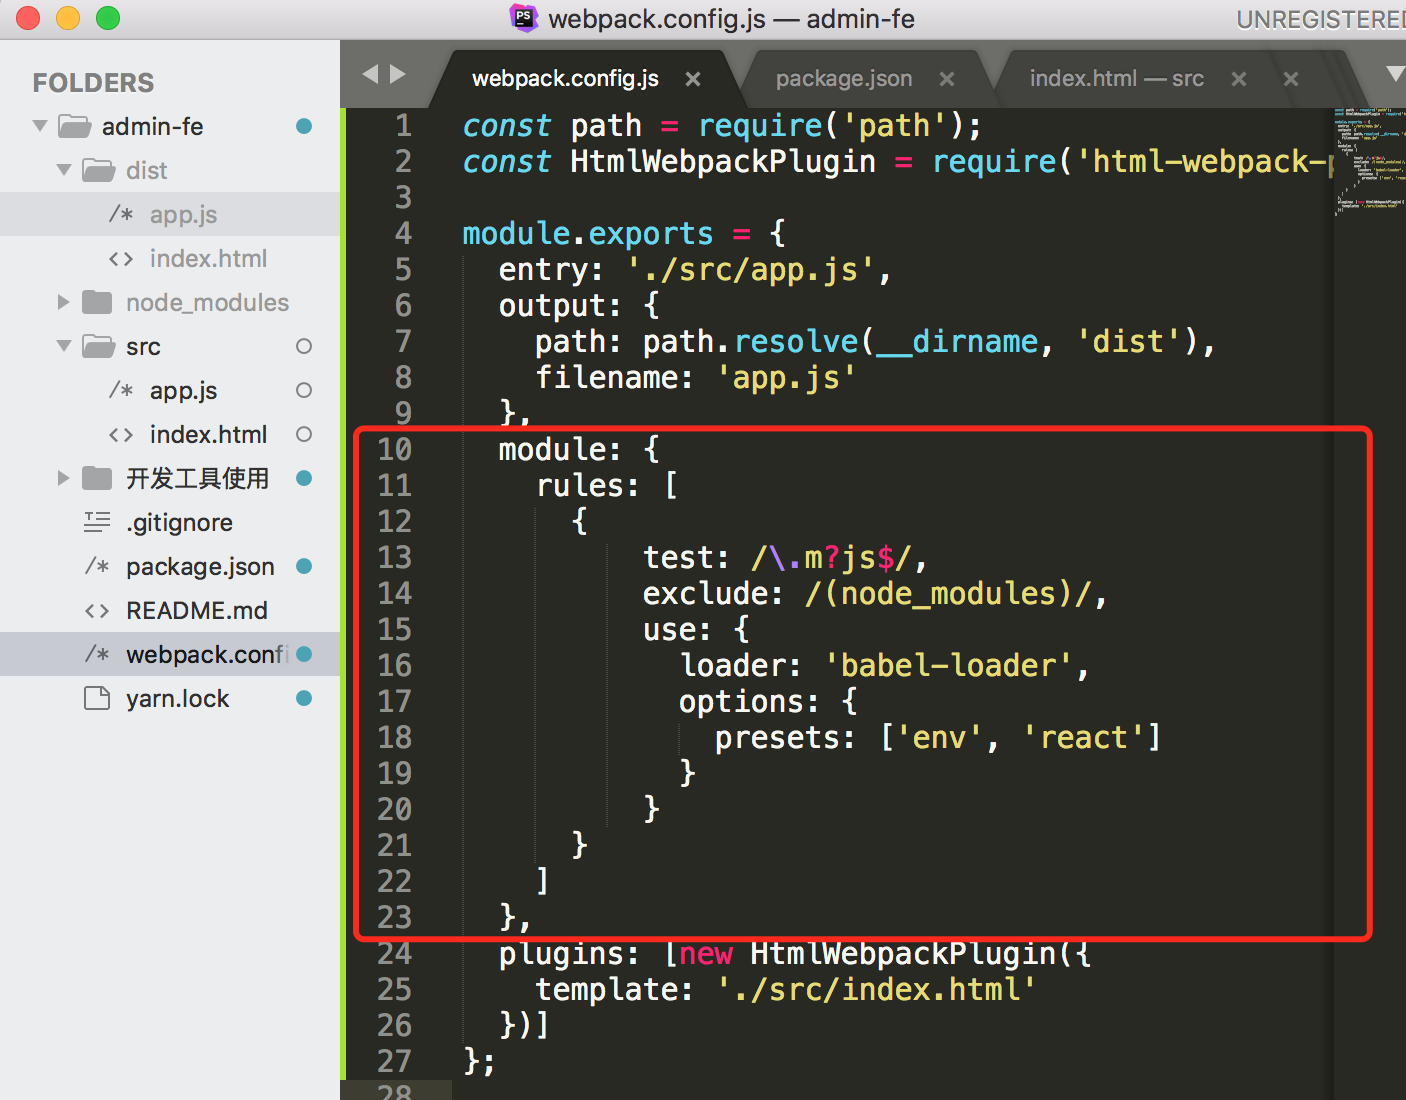 PS webpack.config.js — admin-fe
UNREGISTERED
FOLDERS
admin-fe
dist
/* app.js
<> index.html
node_modules
src
/* app.js
<> index.html
开发工具使用
.gitignore
/* package.json
<> README.md
/* webpack.confi
yarn.lock
webpack.config.js × package.json × index.html — src × ×
1 const path = require('path');
2 const HtmlWebpackPlugin = require('html-webpack-p
3
4 module.exports = {
5 entry: './src/app.js',
6 output: {
7 path: path.resolve(__dirname, 'dist'),
8 filename: 'app.js'
9 },
10 module: {
11 rules: [
12 {
13 test: /\.m?js$/,
14 exclude: /(node_modules)/,
15 use: {
16 loader: 'babel-loader',
17 options: {
18 presets: ['env', 'react']
19 }
20 }
21 }
22 ]
23 },
24 plugins: [new HtmlWebpackPlugin({
25 template: './src/index.html'
26 })]
27 };
28